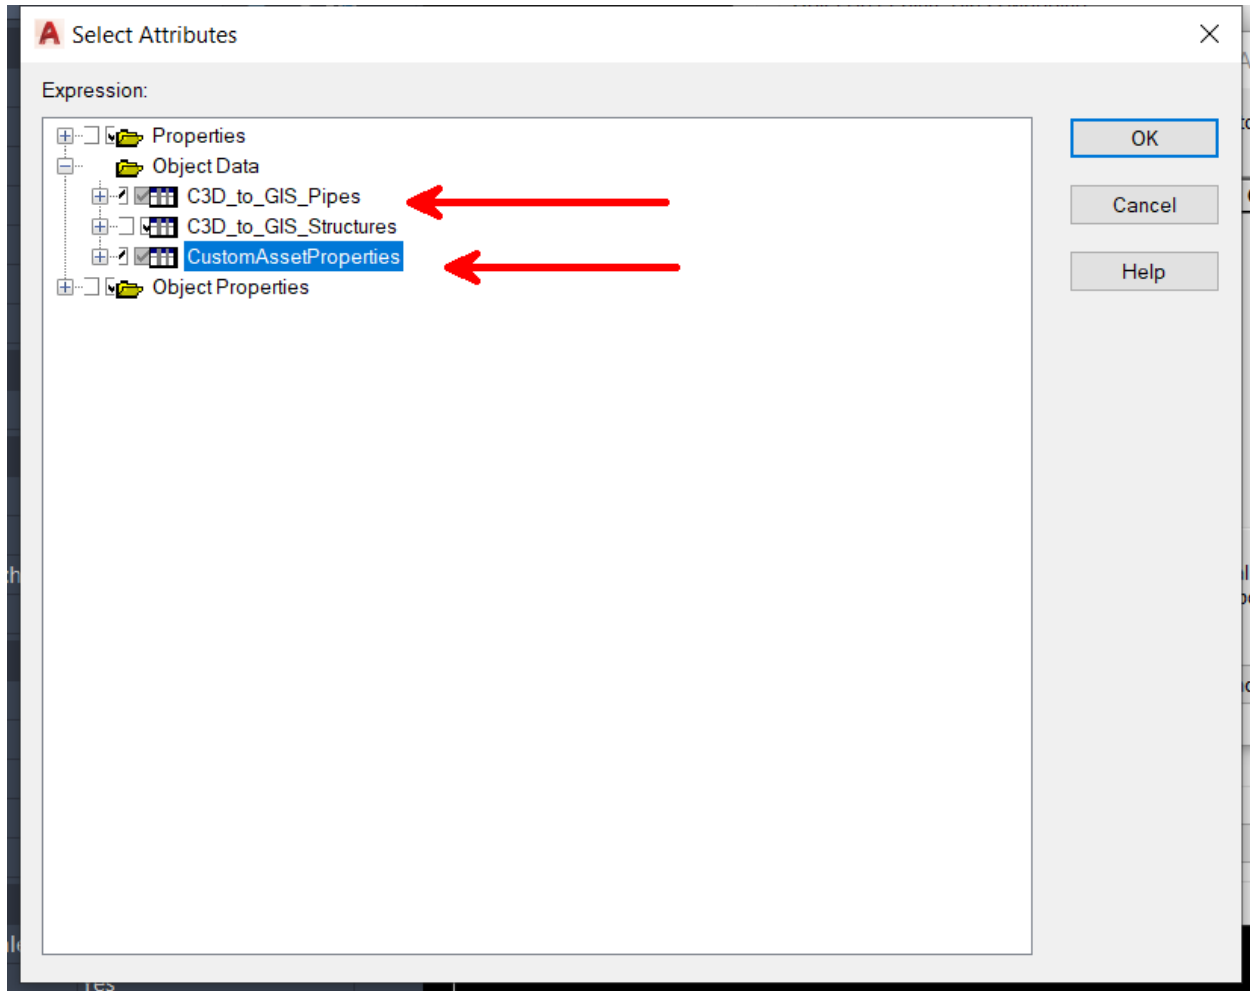 Select Attributes
Expression:
Properties
Object Data
C3D_to_GIS_Pipes
C3D_to_GIS_Structures
CustomAssetProperties
Object Properties
OK
Cancel
Help